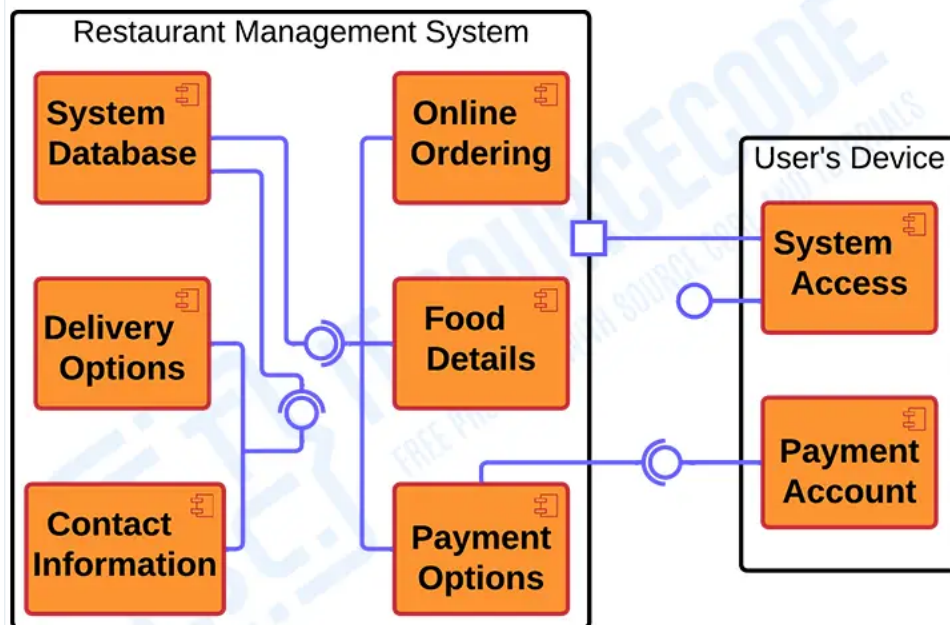 Restaurant Management System
System
Database
Online
Ordering
User's Device
System
Access
Delivery
Options
Food
Details
Payment
Account
Contact
Information
Payment
Options
SOURCECODE